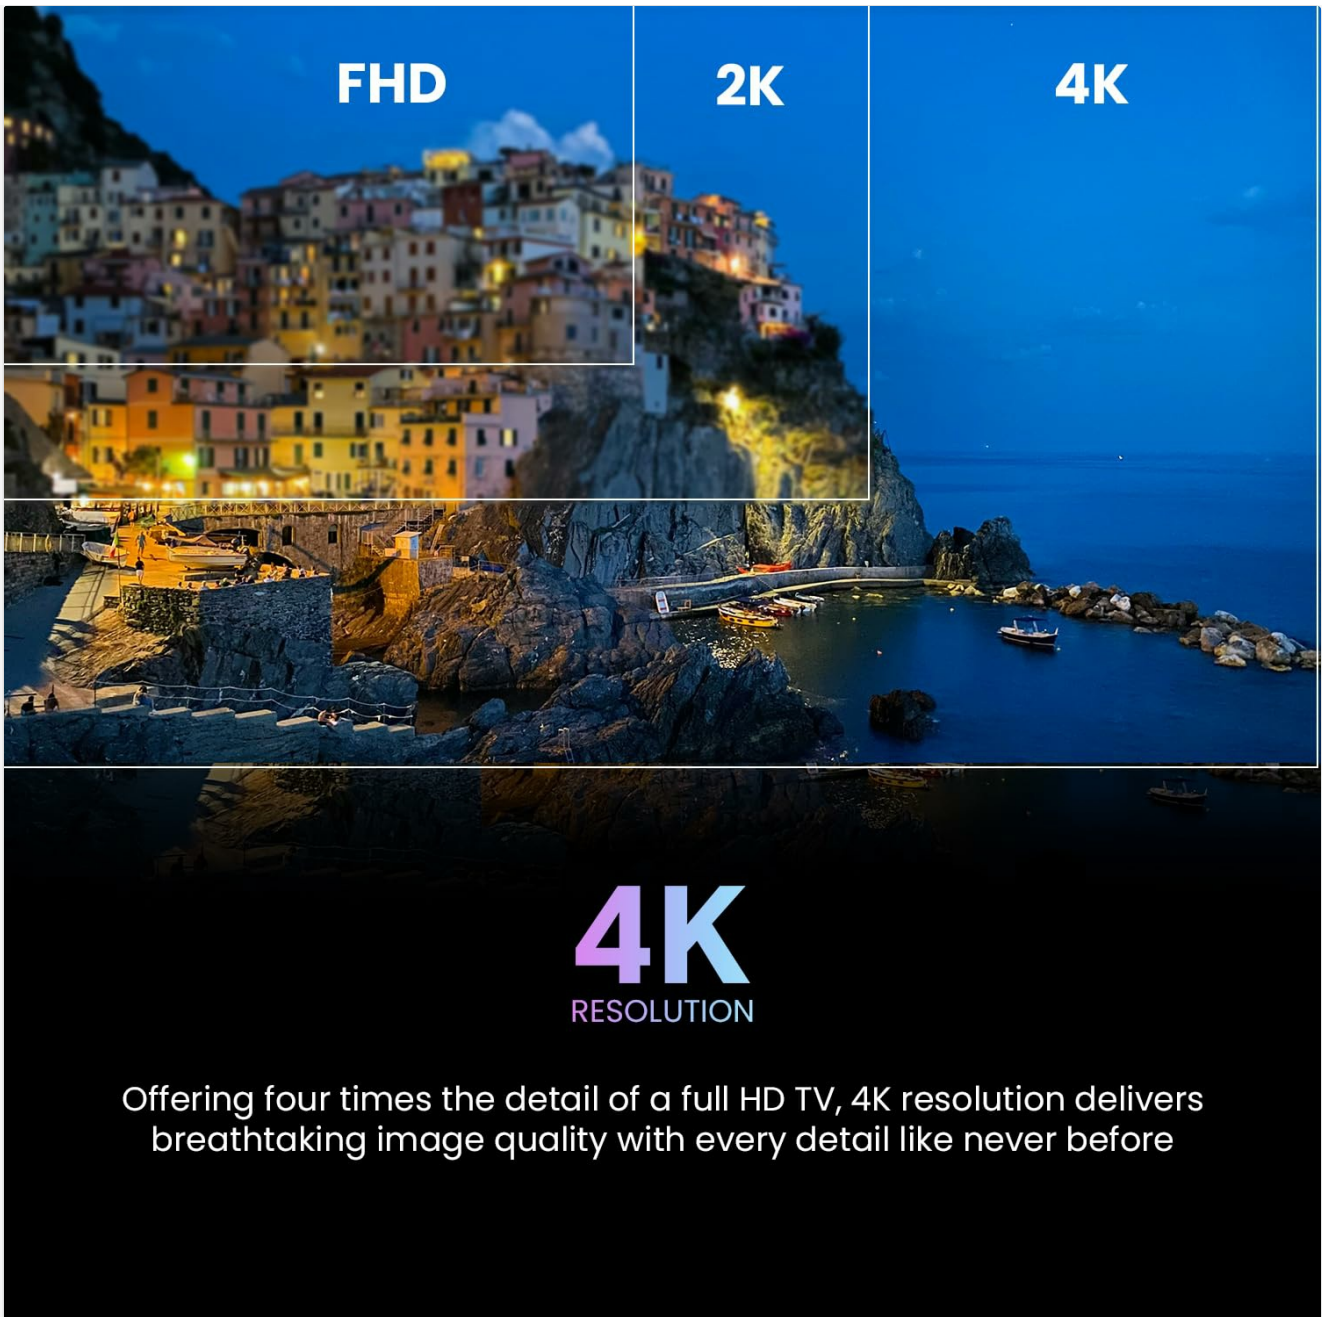 FHD
2K
4K
4K
RESOLUTION
Offering four times the detail of a full HD TV, 4K resolution delivers
breathtaking image quality with every detail like never before